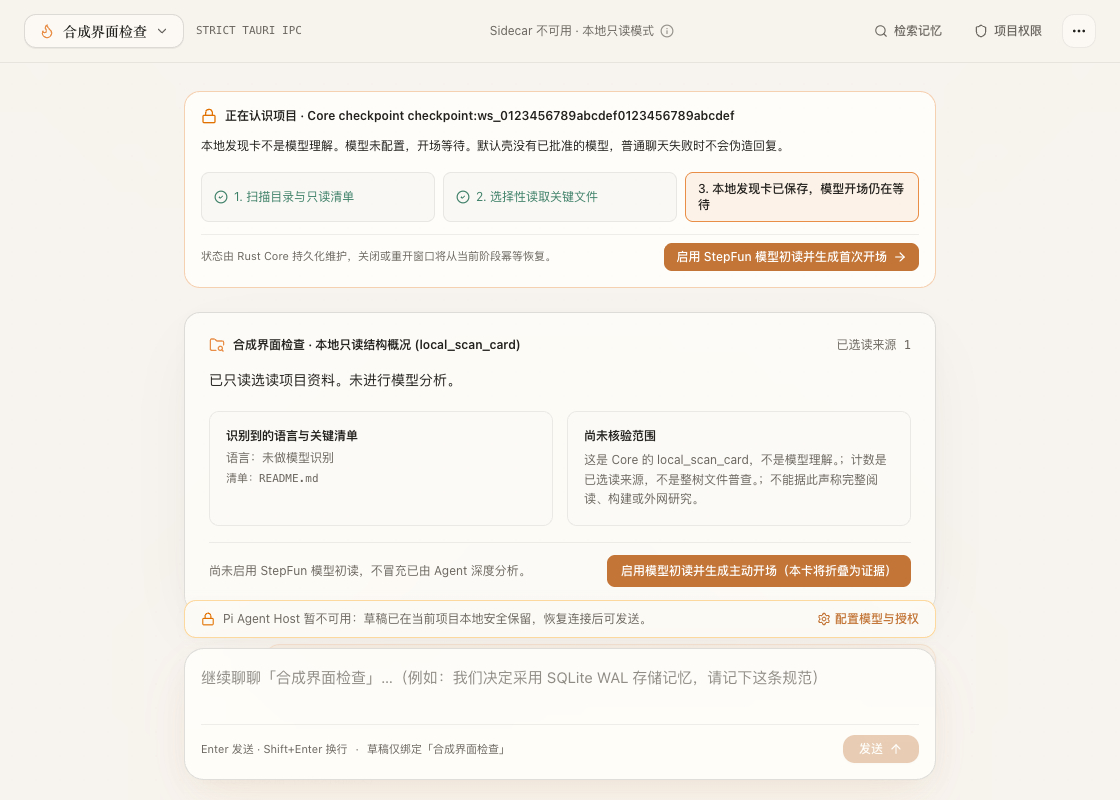 合成界面检查
STRICT TAURI IPC
Sidecar 不可用 · 本地只读模式
检索记忆
项目权限
正在认识项目 · Core checkpoint checkpoint:ws_0123456789abcdef0123456789abcdef
本地发现卡不是模型理解。模型未配置，开场等待。默认壳没有已批准的模型，普通聊天失败时不会伪造回复。
1. 扫描目录与只读清单
2. 选择性读取关键文件
3. 本地发现卡已保存，模型开场仍在等
待
状态由 Rust Core 持久化维护，关闭或重开窗口将从当前阶段幂等恢复。
启用 StepFun 模型初读并生成首次开场
合成界面检查 · 本地只读结构概况 (local_scan_card)
已选读来源 1
已只读选读项目资料。未进行模型分析。
识别到的语言与关键清单
语言：未做模型识别
清单：README.md
尚未核验范围
这是 Core 的 local_scan_card，不是模型理解。；计数是
已选读来源，不是整树文件普查。；不能据此声称完整阅
读、构建或外网研究。
尚未启用 StepFun 模型初读，不冒充已由 Agent 深度分析。
启用模型初读并生成主动开场（本卡将折叠为证据）
Pi Agent Host 暂不可用：草稿已在当前项目本地安全保留，恢复连接后可发送。
配置模型与授权
继续聊聊「合成界面检查」...（例如：我们决定采用 SQLite WAL 存储记忆，请记下这条规范）
Enter 发送 · Shift+Enter 换行 · 草稿仅绑定「合成界面检查」
发送